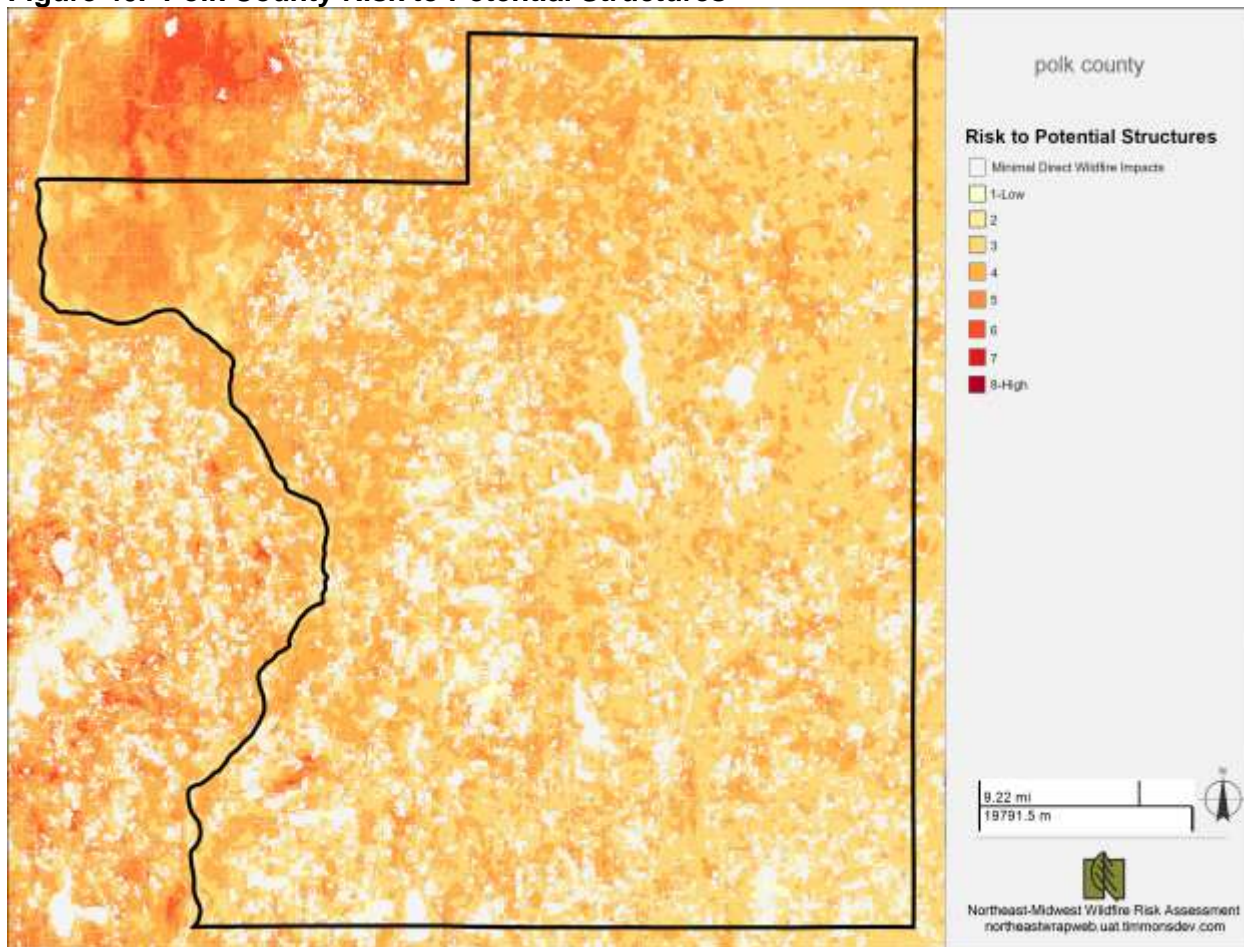 polk county
Risk to Potential Structures
Minimal Direct Wildfire Impacts
1-Low
2
3
4
5
6
7
8-High
N
9.22 mi
19791.5 m
Northeast-Midwest Wildfire Risk Assessment
northeastwrapweb.uat.timmonsdev.com